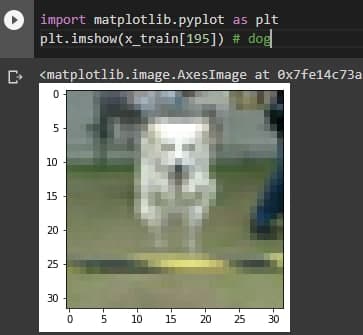 import matplotlib.pyplot as plt
plt.imshow(x_train[195]) # dog
<matplotlib.image.AxesImage at 0x7fe14c73a
0
5
10
15
20
25
30
0 5 10 15 20 25 30